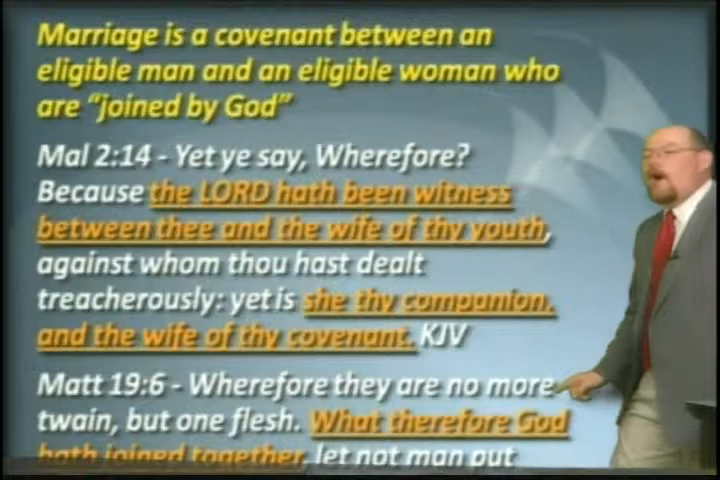 Marriage is a covenant between an
eligible man and an eligible woman who
are “joined by God”
Mal 2:14 - Yet ye say, Wherefore?
Because the LORD hath been witness
between thee and the wife of thy youth,
against whom thou hast dealt
treacherously: yet is she thy companion,
and the wife of thy covenant. KJV
Matt 19:6 - Wherefore they are no more
twain, but one flesh. What therefore God
hath joined together, let not man put